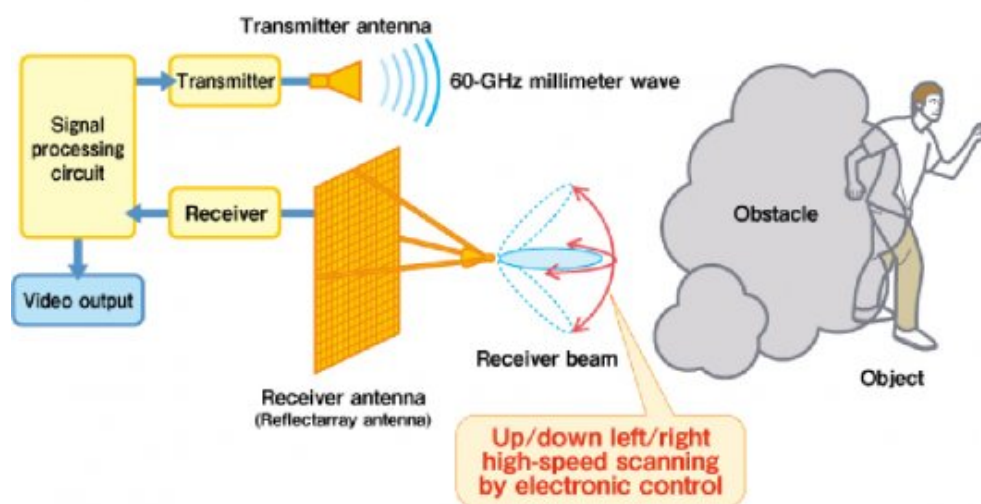 Transmitter antenna
Transmitter
60-GHz millimeter wave
Signal
processing
circuit
Receiver
Obstacle
Video output
Receiver beam
Object
Receiver antenna
(Reflectarray antenna)
Up/down left/right
high-speed scanning
by electronic control